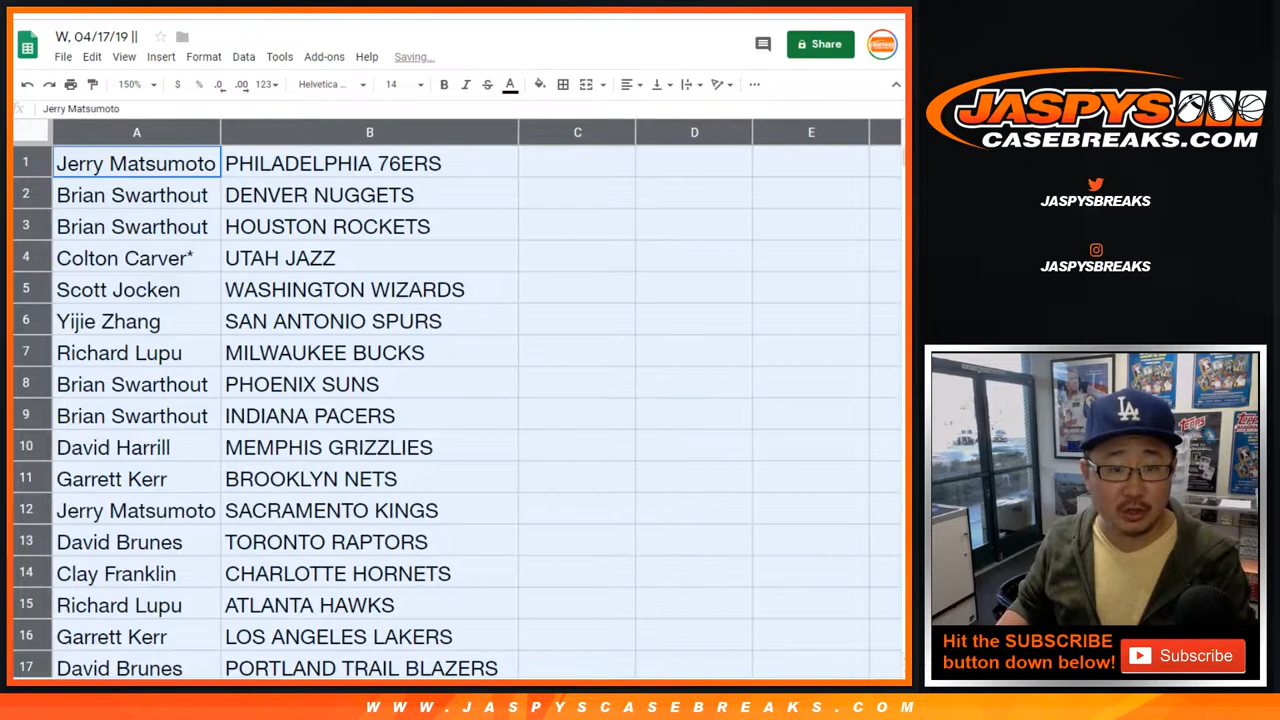 W, 04/17/19 ||
File Edit View Insert Format Data Tools Add-ons Help Saving...
Share
150% $ % .0 .00 123 Helvetica ... 14 B I S A
Jerry Matsumoto
A B C D E
1 Jerry Matsumoto PHILADELPHIA 76ERS
2 Brian Swarthout DENVER NUGGETS
3 Brian Swarthout HOUSTON ROCKETS
4 Colton Carver* UTAH JAZZ
5 Scott Jocken WASHINGTON WIZARDS
6 Yijie Zhang SAN ANTONIO SPURS
7 Richard Lupu MILWAUKEE BUCKS
8 Brian Swarthout PHOENIX SUNS
9 Brian Swarthout INDIANA PACERS
10 David Harrill MEMPHIS GRIZZLIES
11 Garrett Kerr BROOKLYN NETS
12 Jerry Matsumoto SACRAMENTO KINGS
13 David Brunes TORONTO RAPTORS
14 Clay Franklin CHARLOTTE HORNETS
15 Richard Lupu ATLANTA HAWKS
16 Garrett Kerr LOS ANGELES LAKERS
17 David Brunes PORTLAND TRAIL BLAZERS
JASPYS
CASEBREAKS.COM
JASPYSBREAKS
JASPYSBREAKS
LA
TOPPS
TOPPS
Hit the SUBSCRIBE
button down below!
Subscribe
WWW.JASPYSCASEBREAKS.COM